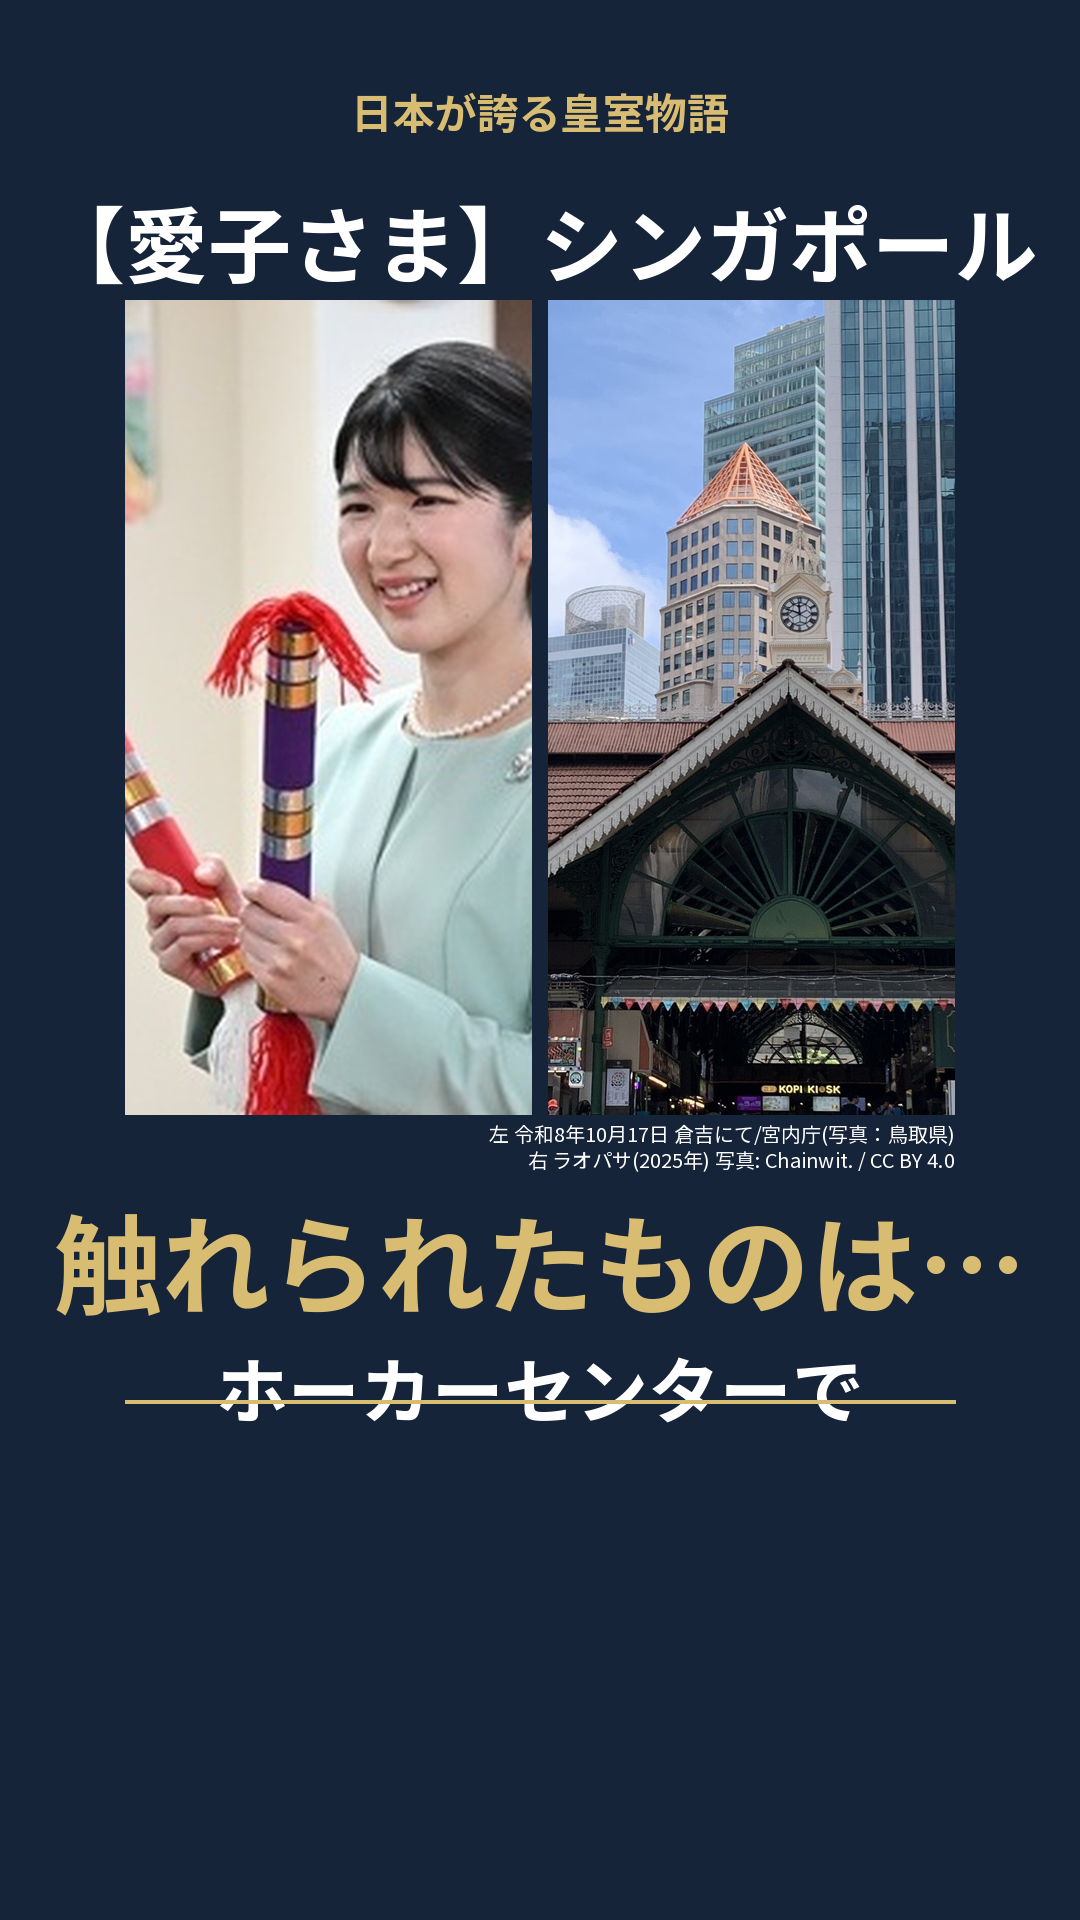 日本が誇る皇室物語
【愛子さま】シンガポール
KOPI KIOSK
左 令和8年10月17日 倉吉にて/宮内庁(写真：鳥取県)
右 ラオパサ(2025年) 写真: Chainwit. / CC BY 4.0
触れられたものは…
ホーカーセンターで